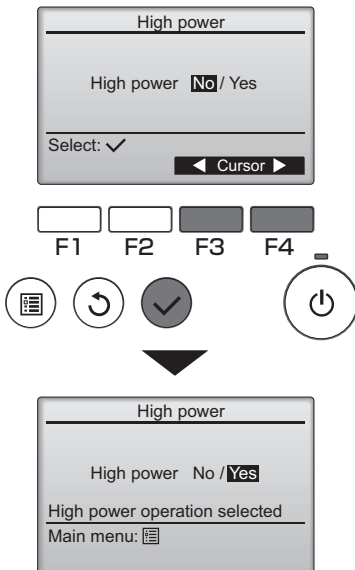 High power
High power No / Yes
Select: ✓
◀ Cursor ▶
F1 F2 F3 F4
High power
High power No / Yes
High power operation selected
Main menu: